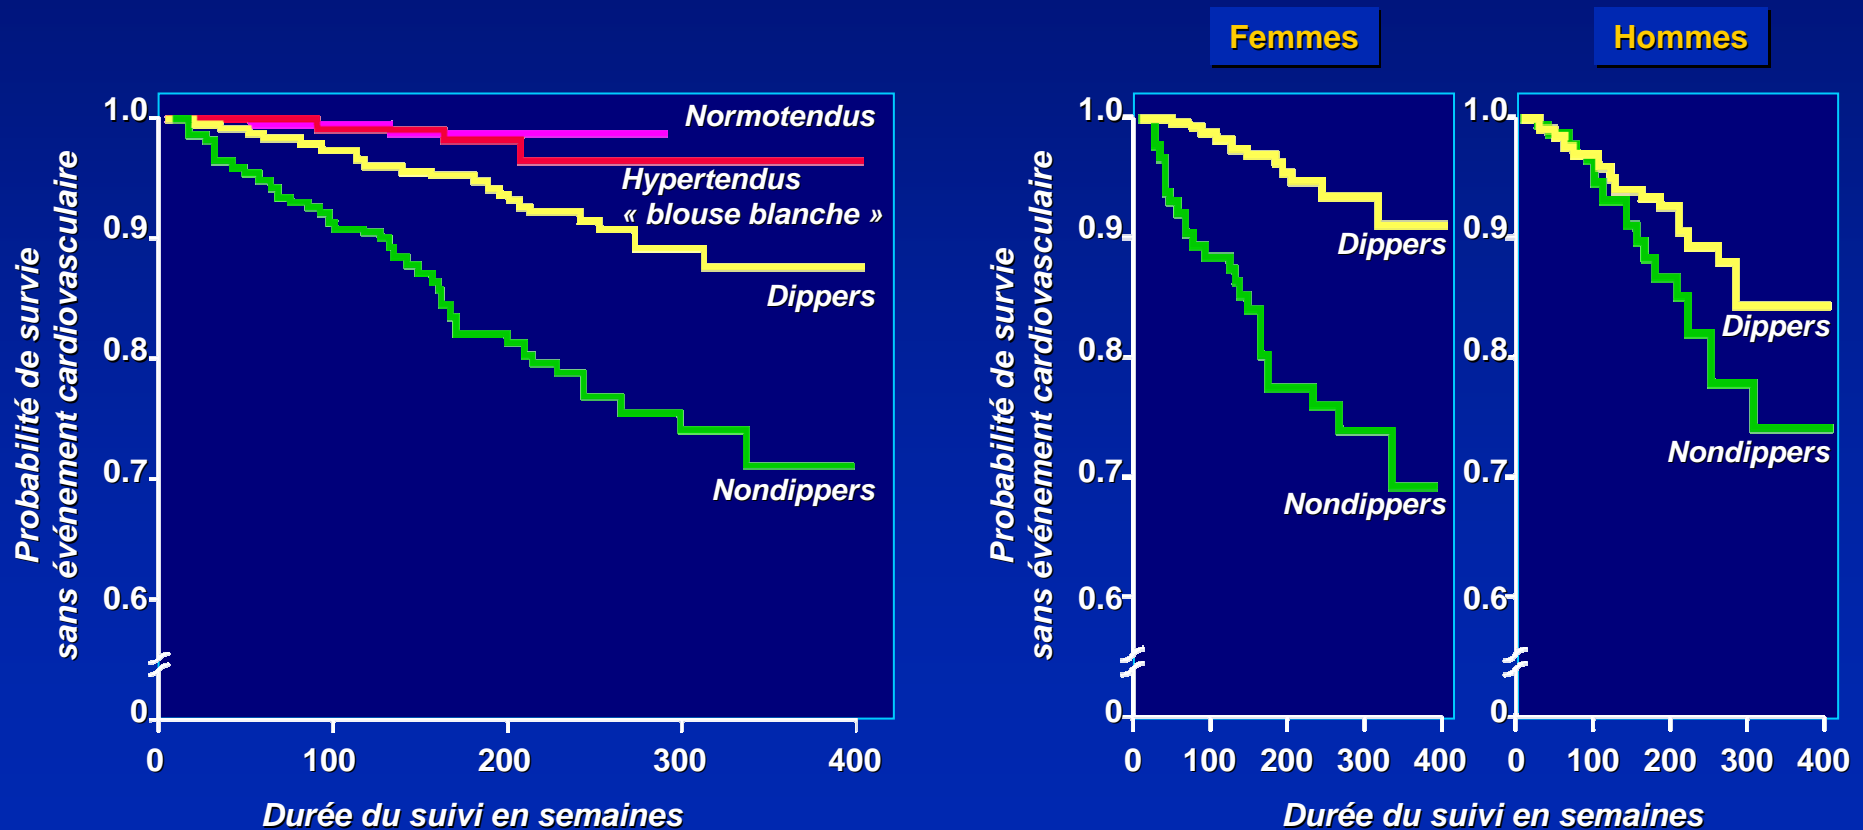 Femmes
Hommes
Probabilité de survie
sans événement cardiovasculaire
1.0
0.9
0.8
0.7
0.6
0
Normotendus
Hypertendus
« blouse blanche »
Dippers
Nondippers
0 100 200 300 400
Durée du suivi en semaines
Probabilité de survie
sans événement cardiovasculaire
1.0
0.9
0.8
0.7
0.6
0
Dippers
Nondippers
0 100 200 300 400
1.0
0.9
0.8
0.7
0.6
0
Dippers
Nondippers
0 100 200 300 400
Durée du suivi en semaines